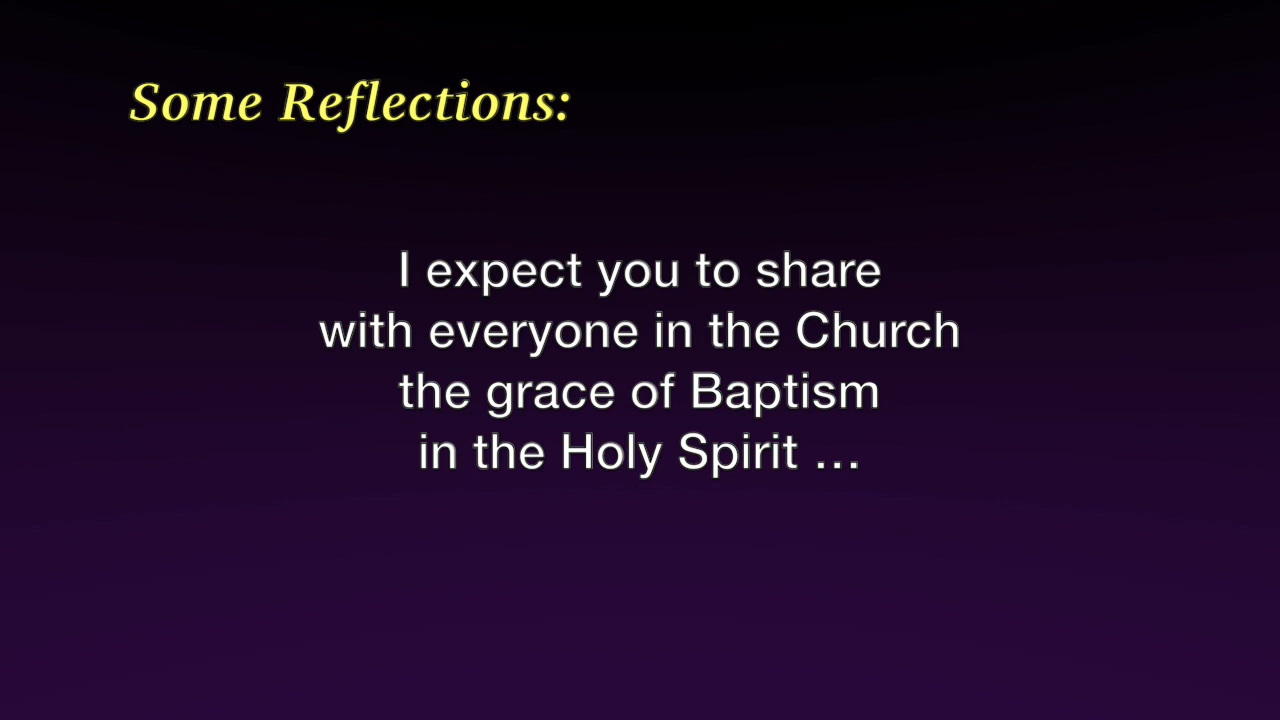 Some Reflections:
I expect you to share
with everyone in the Church
the grace of Baptism
in the Holy Spirit …